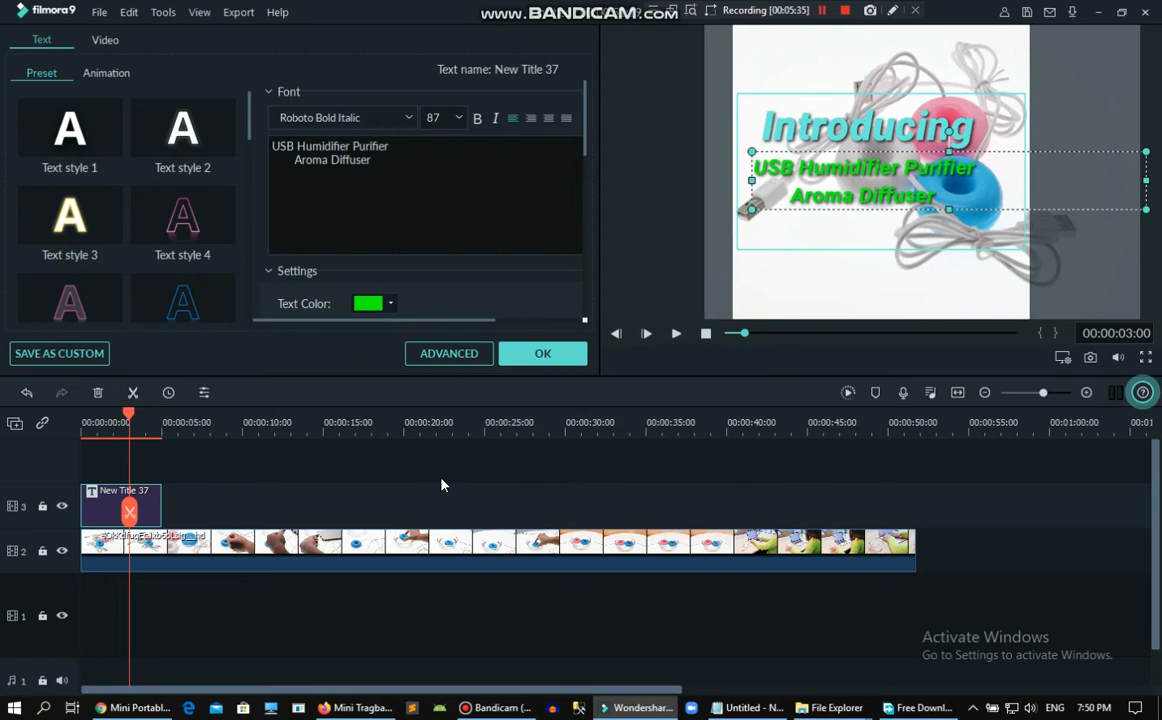 filmora9
File Edit Tools View Export Help
www.BANDICAM.com
Recording [00:05:35]
Text Video
Preset Animation
Text name: New Title 37
Font
Roboto Bold Italic 87 B I
USB Humidifier Purifier
Aroma Diffuser
A A
Text style 1 Text style 2
A A
Text style 3 Text style 4
A A
Settings
Text Color:
SAVE AS CUSTOM ADVANCED OK
Introducing
USB Humidifier Purifier
Aroma Diffuser
00:00:03:00
00:00:00:00 00:00:05:00 00:00:10:00 00:00:15:00 00:00:20:00 00:00:25:00 00:00:30:00 00:00:35:00 00:00:40:00 00:00:45:00 00:00:50:00 00:00:55:00 00:01:00:00 00:01
T New Title 37
3
2
1
1
Activate Windows
Go to Settings to activate Windows.
Mini Portabl... Mini Tragba... Bandicam (... Wondershar... Untitled - N... File Explorer Free Downl... ENG 7:50 PM